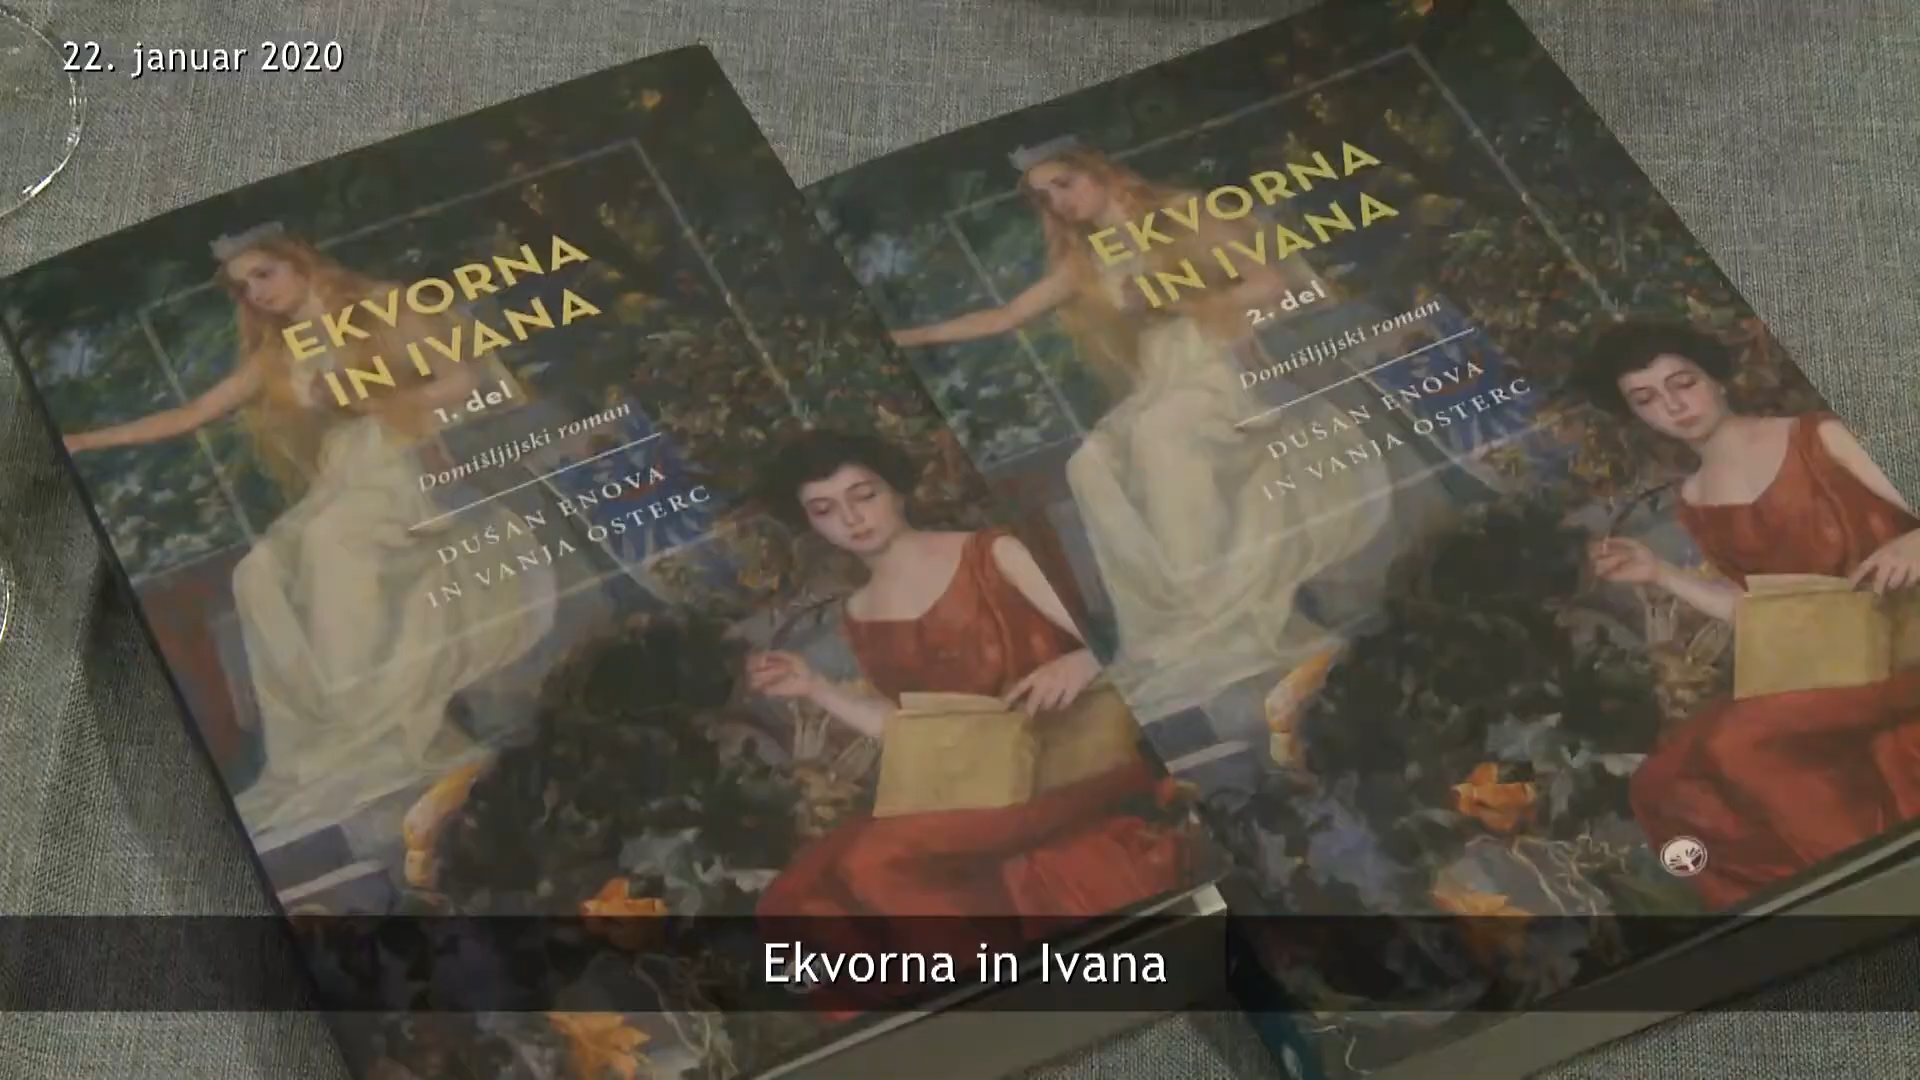 22. januar 2020
EKVORNA
IN IVANA
1. del
Domišljijski roman
DUŠAN ENOVA
IN VANJA OSTERC
EKVORNA
IN IVANA
2. del
Domišljijski roman
DUŠAN ENOVA
IN VANJA OSTERC
Ekvorna in Ivana